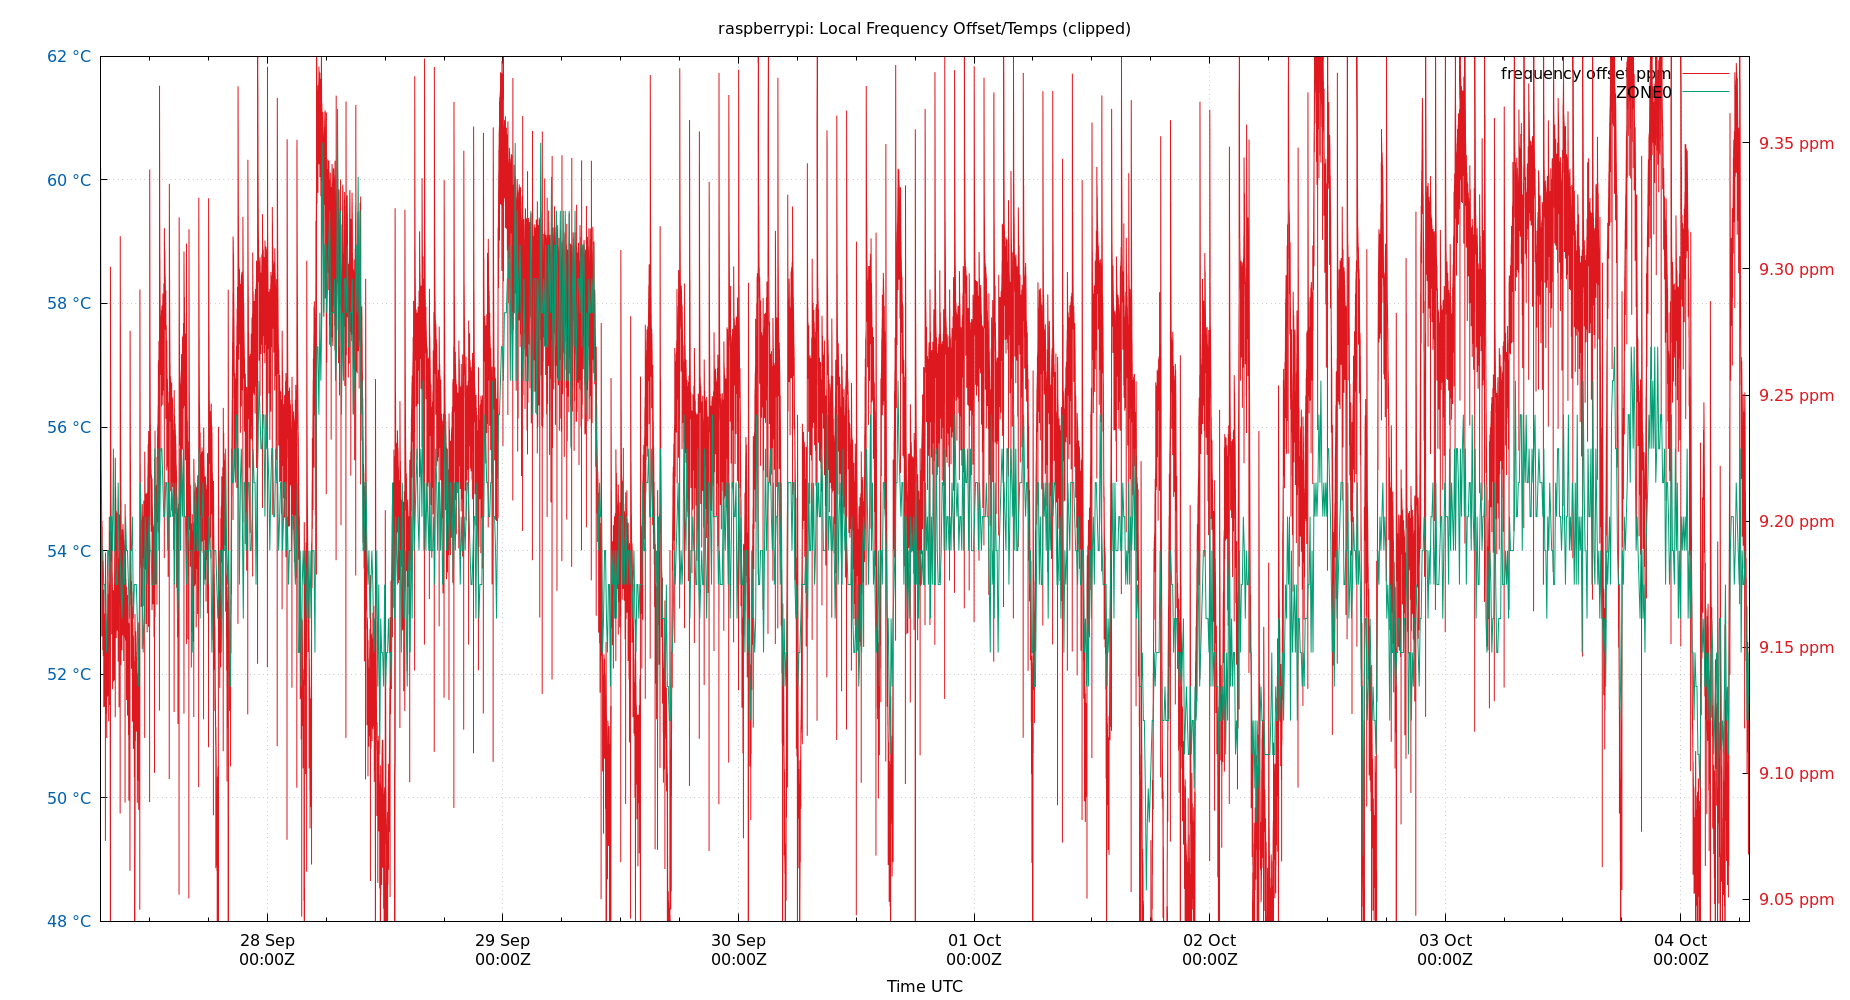 raspberrypi: Local Frequency Offset/Temps (clipped)
62 °C
60 °C
58 °C
56 °C
54 °C
52 °C
50 °C
48 °C
frequency offset ppm
ZONE0
9.35 ppm
9.30 ppm
9.25 ppm
9.20 ppm
9.15 ppm
9.10 ppm
9.05 ppm
28 Sep
00:00Z
29 Sep
00:00Z
30 Sep
00:00Z
01 Oct
00:00Z
02 Oct
00:00Z
03 Oct
00:00Z
04 Oct
00:00Z
Time UTC